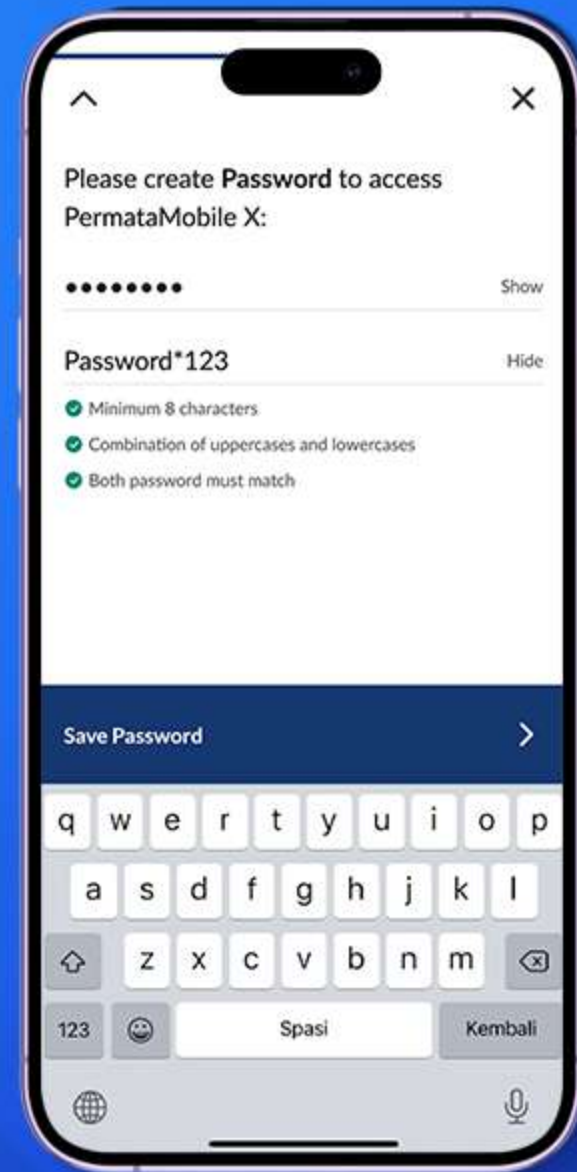 Please create Password to access
PermataMobile X:
●●●●●●●● Show
Password*123 Hide
Minimum 8 characters
Combination of uppercases and lowercases
Both password must match
Save Password
q w e r t y u i o p
a s d f g h j k l
z x c v b n m
123 Spasi Kembali